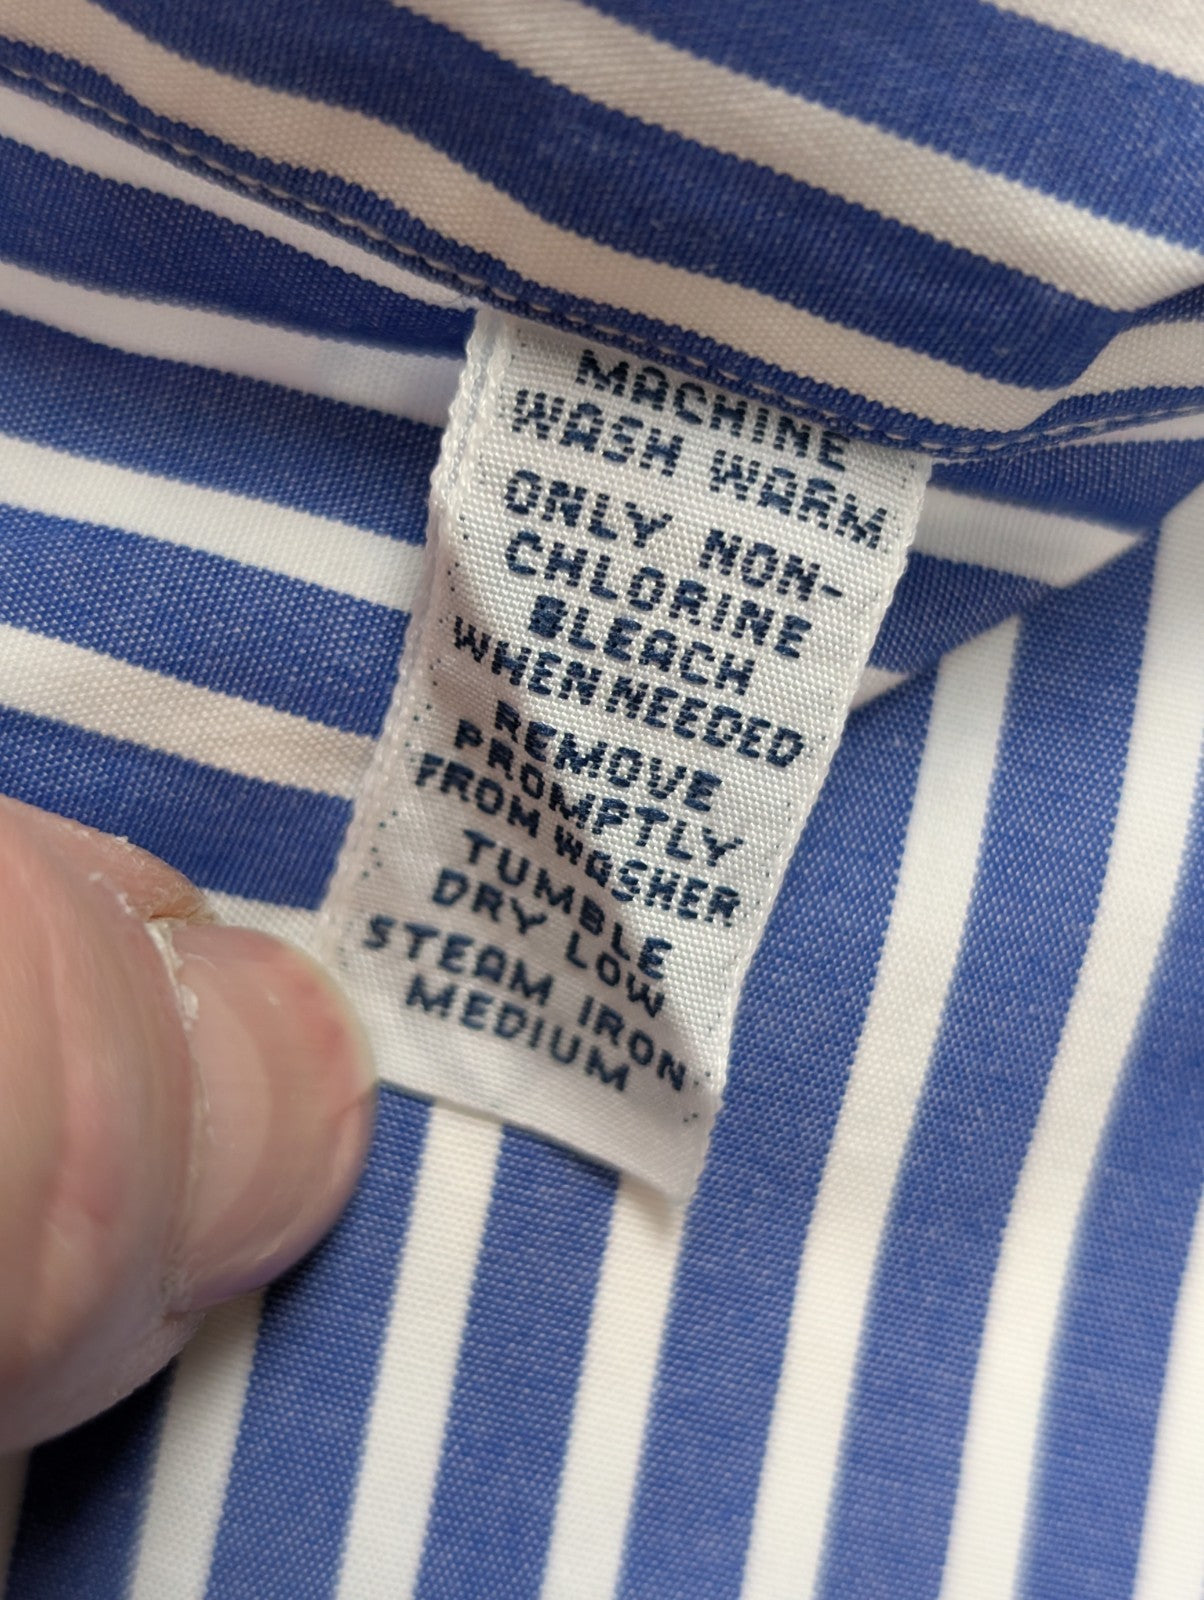 MACHINE
WASH WARM
ONLY NON-
CHLORINE
BLEACH
WHEN NEEDED
REMOVE
PROMPTLY
FROM WASHER
TUMBLE
DRY LOW
STEAM IRON
MEDIUM